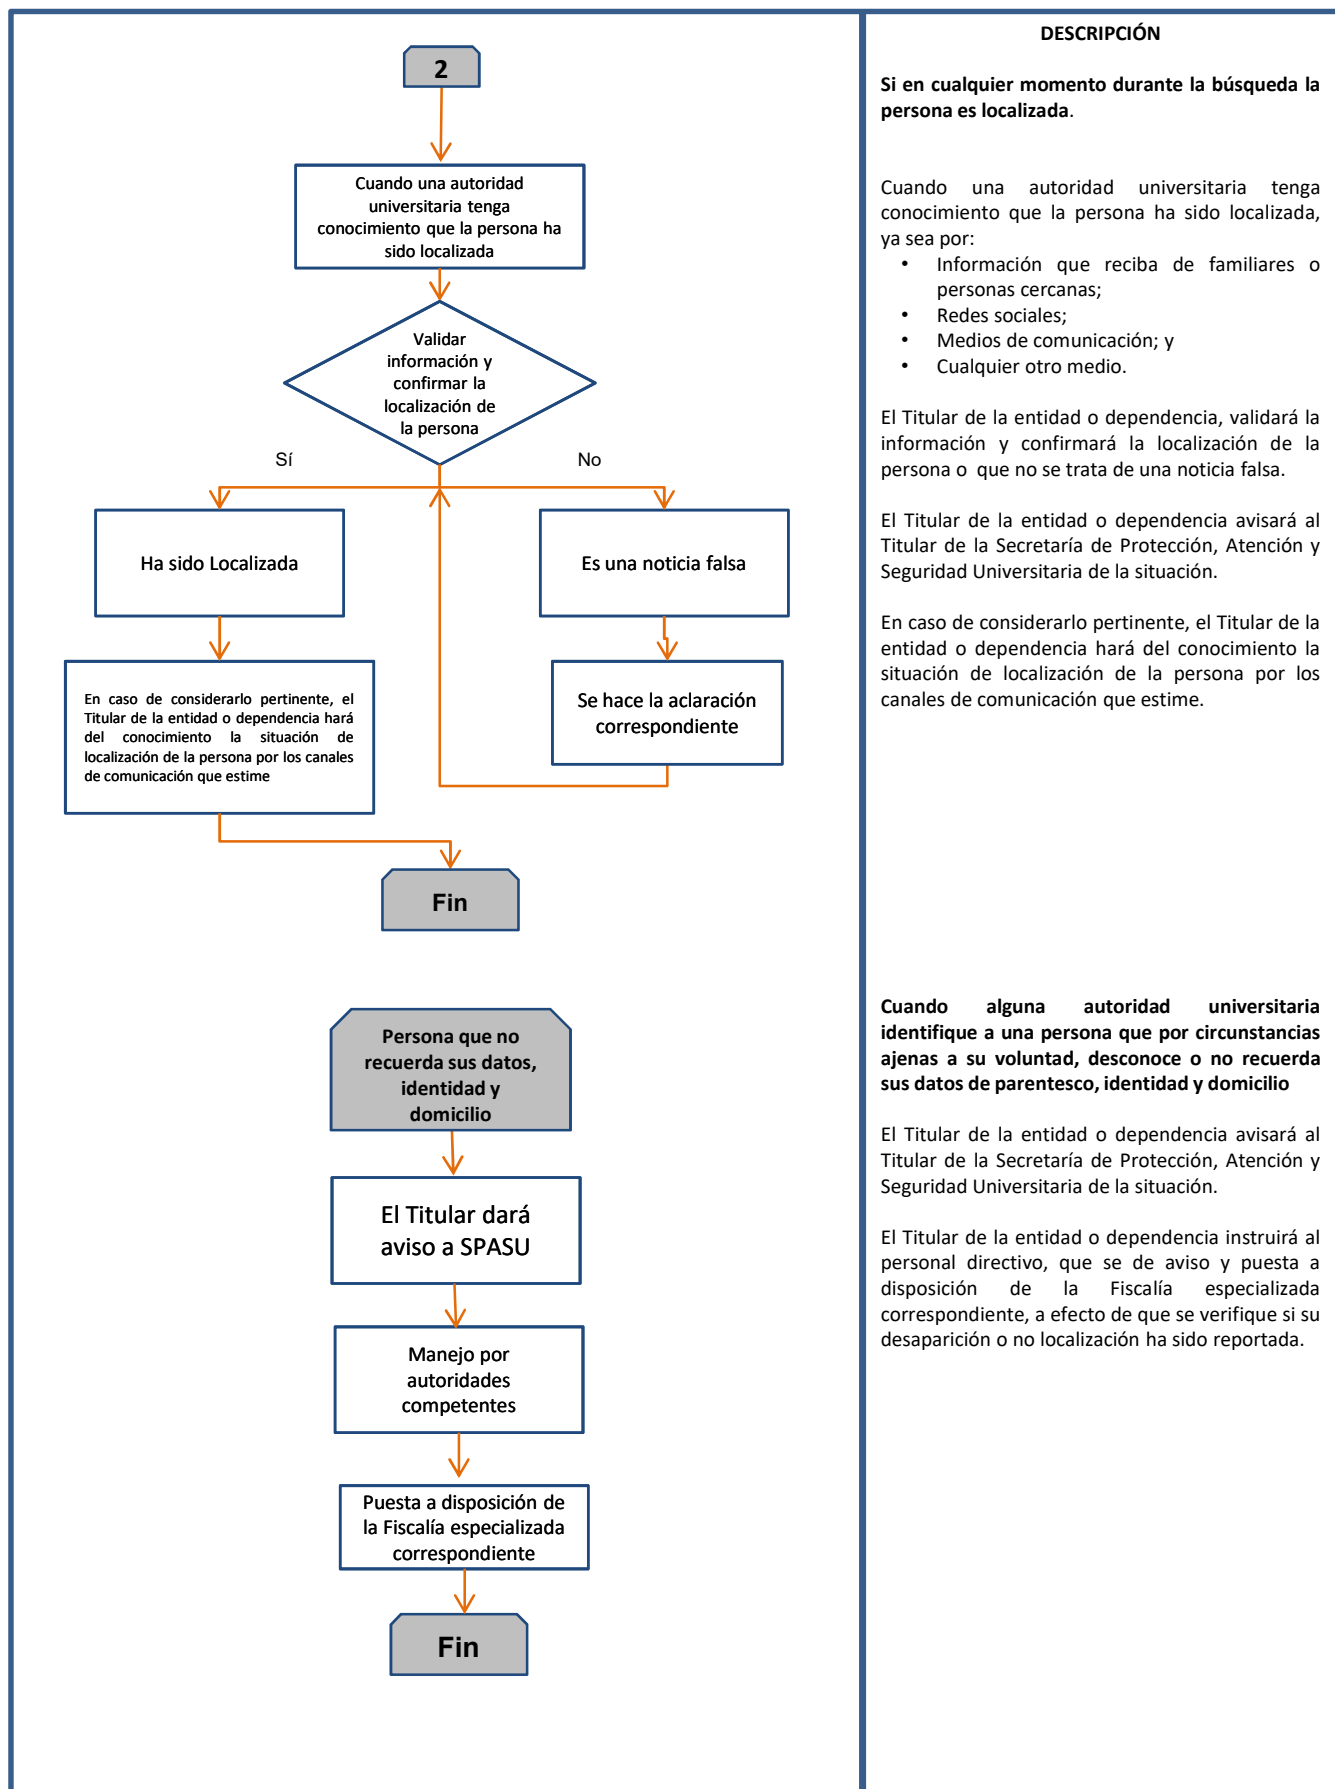 2
Cuando una autoridad
universitaria tenga
conocimiento que la persona ha
sido localizada
Validar
información y
confirmar la
localización de
la persona
Sí
No
Ha sido Localizada
Es una noticia falsa
En caso de considerarlo pertinente, el
Titular de la entidad o dependencia hará
del conocimiento la situación de
localización de la persona por los canales
de comunicación que estime
Se hace la aclaración
correspondiente
Fin
Persona que no
recuerda sus datos,
identidad y
domicilio
El Titular dará
aviso a SPASU
Manejo por
autoridades
competentes
Puesta a disposición de
la Fiscalía especializada
correspondiente
Fin
DESCRIPCIÓN
Si en cualquier momento durante la búsqueda la
persona es localizada.
Cuando una autoridad universitaria tenga
conocimiento que la persona ha sido localizada,
ya sea por:
• Información que reciba de familiares o
personas cercanas;
• Redes sociales;
• Medios de comunicación; y
• Cualquier otro medio.
El Titular de la entidad o dependencia, validará la
información y confirmará la localización de la
persona o que no se trata de una noticia falsa.
El Titular de la entidad o dependencia avisará al
Titular de la Secretaría de Protección, Atención y
Seguridad Universitaria de la situación.
En caso de considerarlo pertinente, el Titular de la
entidad o dependencia hará del conocimiento la
situación de localización de la persona por los
canales de comunicación que estime.
Cuando alguna autoridad universitaria
identifique a una persona que por circunstancias
ajenas a su voluntad, desconoce o no recuerda
sus datos de parentesco, identidad y domicilio
El Titular de la entidad o dependencia avisará al
Titular de la Secretaría de Protección, Atención y
Seguridad Universitaria de la situación.
El Titular de la entidad o dependencia instruirá al
personal directivo, que se de aviso y puesta a
disposición de la Fiscalía especializada
correspondiente, a efecto de que se verifique si su
desaparición o no localización ha sido reportada.